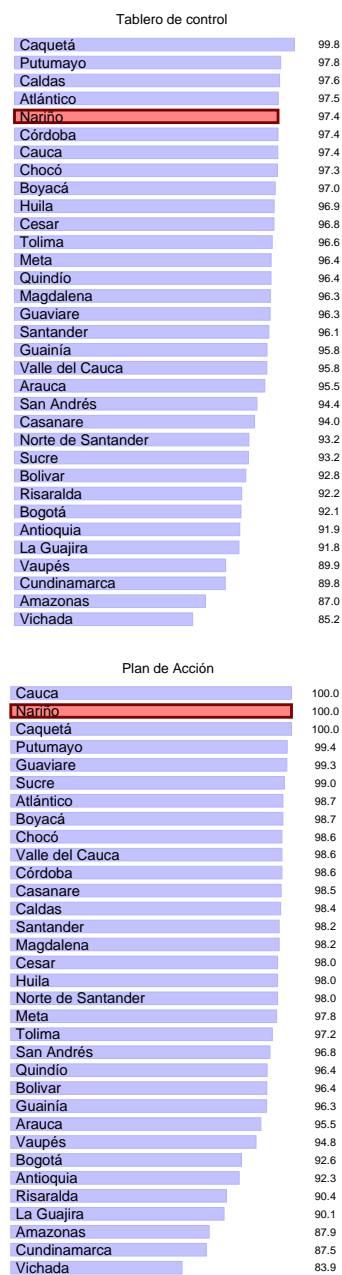 Tablero de control
Caquetá 99.8
Putumayo 97.8
Caldas 97.6
Atlántico 97.5
Nariño 97.4
Córdoba 97.4
Cauca 97.4
Chocó 97.3
Boyacá 97.0
Huila 96.9
Cesar 96.8
Tolima 96.6
Meta 96.4
Quindío 96.4
Magdalena 96.3
Guaviare 96.3
Santander 96.1
Guainía 95.8
Valle del Cauca 95.8
Arauca 95.5
San Andrés 94.4
Casanare 94.0
Norte de Santander 93.2
Sucre 93.2
Bolivar 92.8
Risaralda 92.2
Bogotá 92.1
Antioquia 91.9
La Guajira 91.8
Vaupés 89.9
Cundinamarca 89.8
Amazonas 87.0
Vichada 85.2
Plan de Acción
Cauca 100.0
Nariño 100.0
Caquetá 100.0
Putumayo 99.4
Guaviare 99.3
Sucre 99.0
Atlántico 98.7
Boyacá 98.7
Chocó 98.6
Valle del Cauca 98.6
Córdoba 98.6
Casanare 98.5
Caldas 98.4
Santander 98.2
Magdalena 98.2
Cesar 98.0
Huila 98.0
Norte de Santander 98.0
Meta 97.8
Tolima 97.2
San Andrés 96.8
Quindío 96.4
Bolivar 96.4
Guainía 96.3
Arauca 95.5
Vaupés 94.8
Bogotá 92.6
Antioquia 92.3
Risaralda 90.4
La Guajira 90.1
Amazonas 87.9
Cundinamarca 87.5
Vichada 83.9